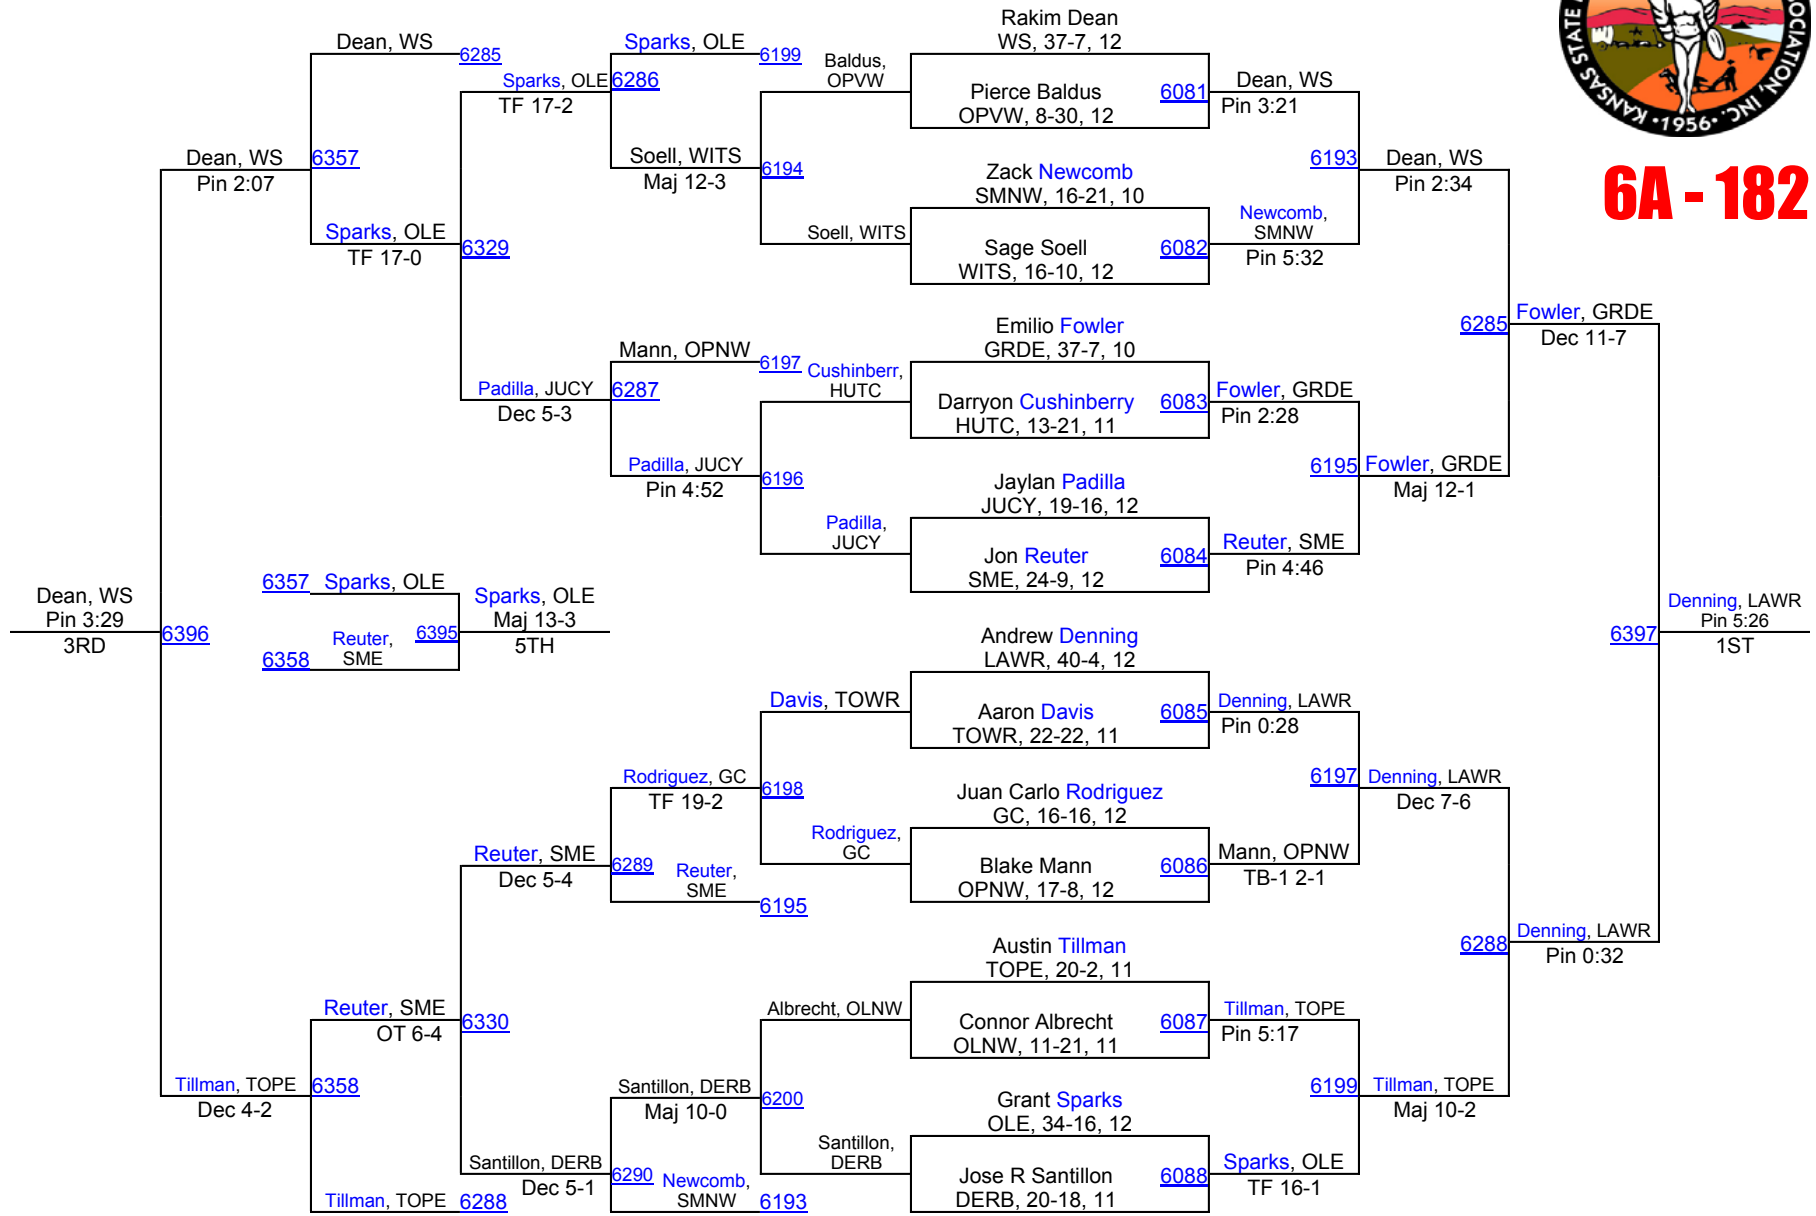 KANSAS STATE
OCIATION, INC.
·1956·
6A - 182
Dean, WS
6285
Sparks, OLE
6286
TF 17-2
Sparks, OLE
6199
Soell, WITS
Maj 12-3
6194
Baldus,
OPVW
Soell, WITS
Dean, WS
Pin 2:07
6357
Sparks, OLE
TF 17-0
6329
Padilla, JUCY
Dec 5-3
6287
Mann, OPNW
6197
Padilla, JUCY
Pin 4:52
6196
Cushinberr,
HUTC
Padilla,
JUCY
Dean, WS
Pin 3:29
3RD
6396
6357
Sparks, OLE
6358
Reuter,
SME
6395
Sparks, OLE
Maj 13-3
5TH
Davis, TOWR
Rodriguez, GC
TF 19-2
6198
Rodriguez,
GC
Reuter, SME
Dec 5-4
6289
Reuter,
SME
6195
Reuter, SME
OT 6-4
6330
Tillman, TOPE
Dec 4-2
6358
Tillman, TOPE
6288
Santillon, DERB
Dec 5-1
6290
Santillon, DERB
Maj 10-0
6200
Newcomb,
SMNW
6193
Albrecht, OLNW
Santillon,
DERB
Rakim Dean
WS, 37-7, 12
Pierce Baldus
OPVW, 8-30, 12
6081
Dean, WS
Pin 3:21
Zack Newcomb
SMNW, 16-21, 10
Sage Soell
WITS, 16-10, 12
6082
Newcomb,
SMNW
Pin 5:32
6193
Dean, WS
Pin 2:34
Emilio Fowler
GRDE, 37-7, 10
Darryon Cushinberry
HUTC, 13-21, 11
6083
Fowler, GRDE
Pin 2:28
Jaylan Padilla
JUCY, 19-16, 12
Jon Reuter
SME, 24-9, 12
6084
Reuter, SME
Pin 4:46
6195
Fowler, GRDE
Maj 12-1
6285
Fowler, GRDE
Dec 11-7
Andrew Denning
LAWR, 40-4, 12
Aaron Davis
TOWR, 22-22, 11
6085
Denning, LAWR
Pin 0:28
Juan Carlo Rodriguez
GC, 16-16, 12
Blake Mann
OPNW, 17-8, 12
6086
Mann, OPNW
TB-1 2-1
6197
Denning, LAWR
Dec 7-6
Austin Tillman
TOPE, 20-2, 11
Connor Albrecht
OLNW, 11-21, 11
6087
Tillman, TOPE
Pin 5:17
Grant Sparks
OLE, 34-16, 12
Jose R Santillon
DERB, 20-18, 11
6088
Sparks, OLE
TF 16-1
6199
Tillman, TOPE
Maj 10-2
6288
Denning, LAWR
Pin 0:32
6397
Denning, LAWR
Pin 5:26
1ST